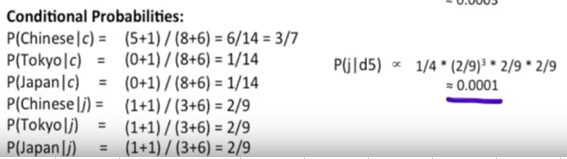 Conditional Probabilities:
P(Chinese|c) = (5+1) / (8+6) = 6/14 = 3/7
P(Tokyo|c) = (0+1) / (8+6) = 1/14
P(Japan|c) = (0+1) / (8+6) = 1/14
P(Chinese|j) = (1+1) / (3+6) = 2/9
P(Tokyo|j) = (1+1) / (3+6) = 2/9
P(Japan|j) = (1+1) / (3+6) = 2/9
P(j|d5) ∝ 1/4 * (2/9)³ * 2/9 * 2/9
≈ 0.0001